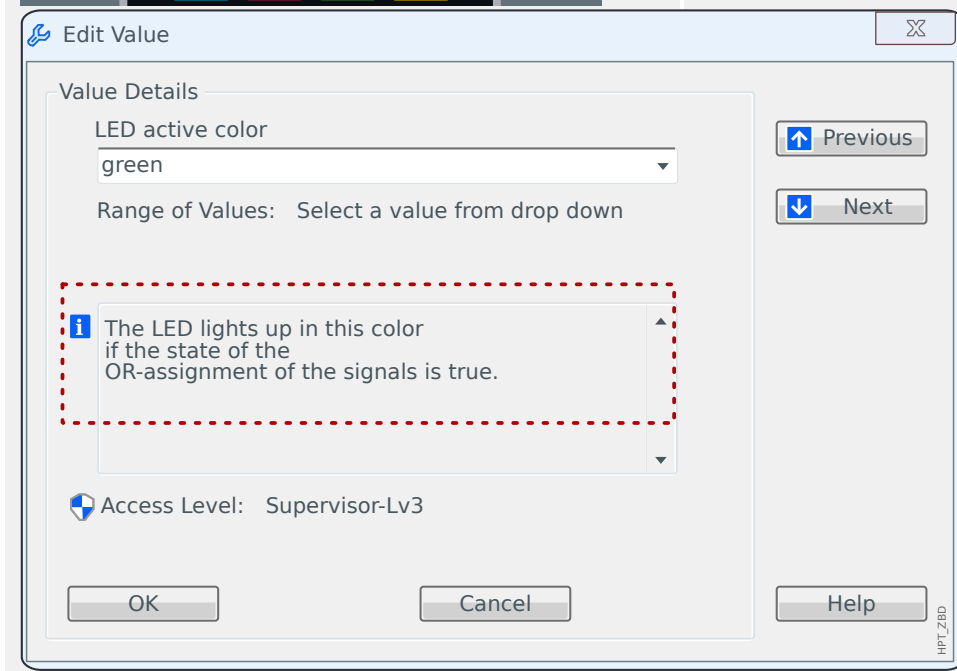 Edit Value
Value Details
LED active color
green
Previous
Range of Values: Select a value from drop down
Next
The LED lights up in this color
if the state of the
OR-assignment of the signals is true.
Access Level: Supervisor-Lv3
OK
Cancel
Help
HPT_ZBD